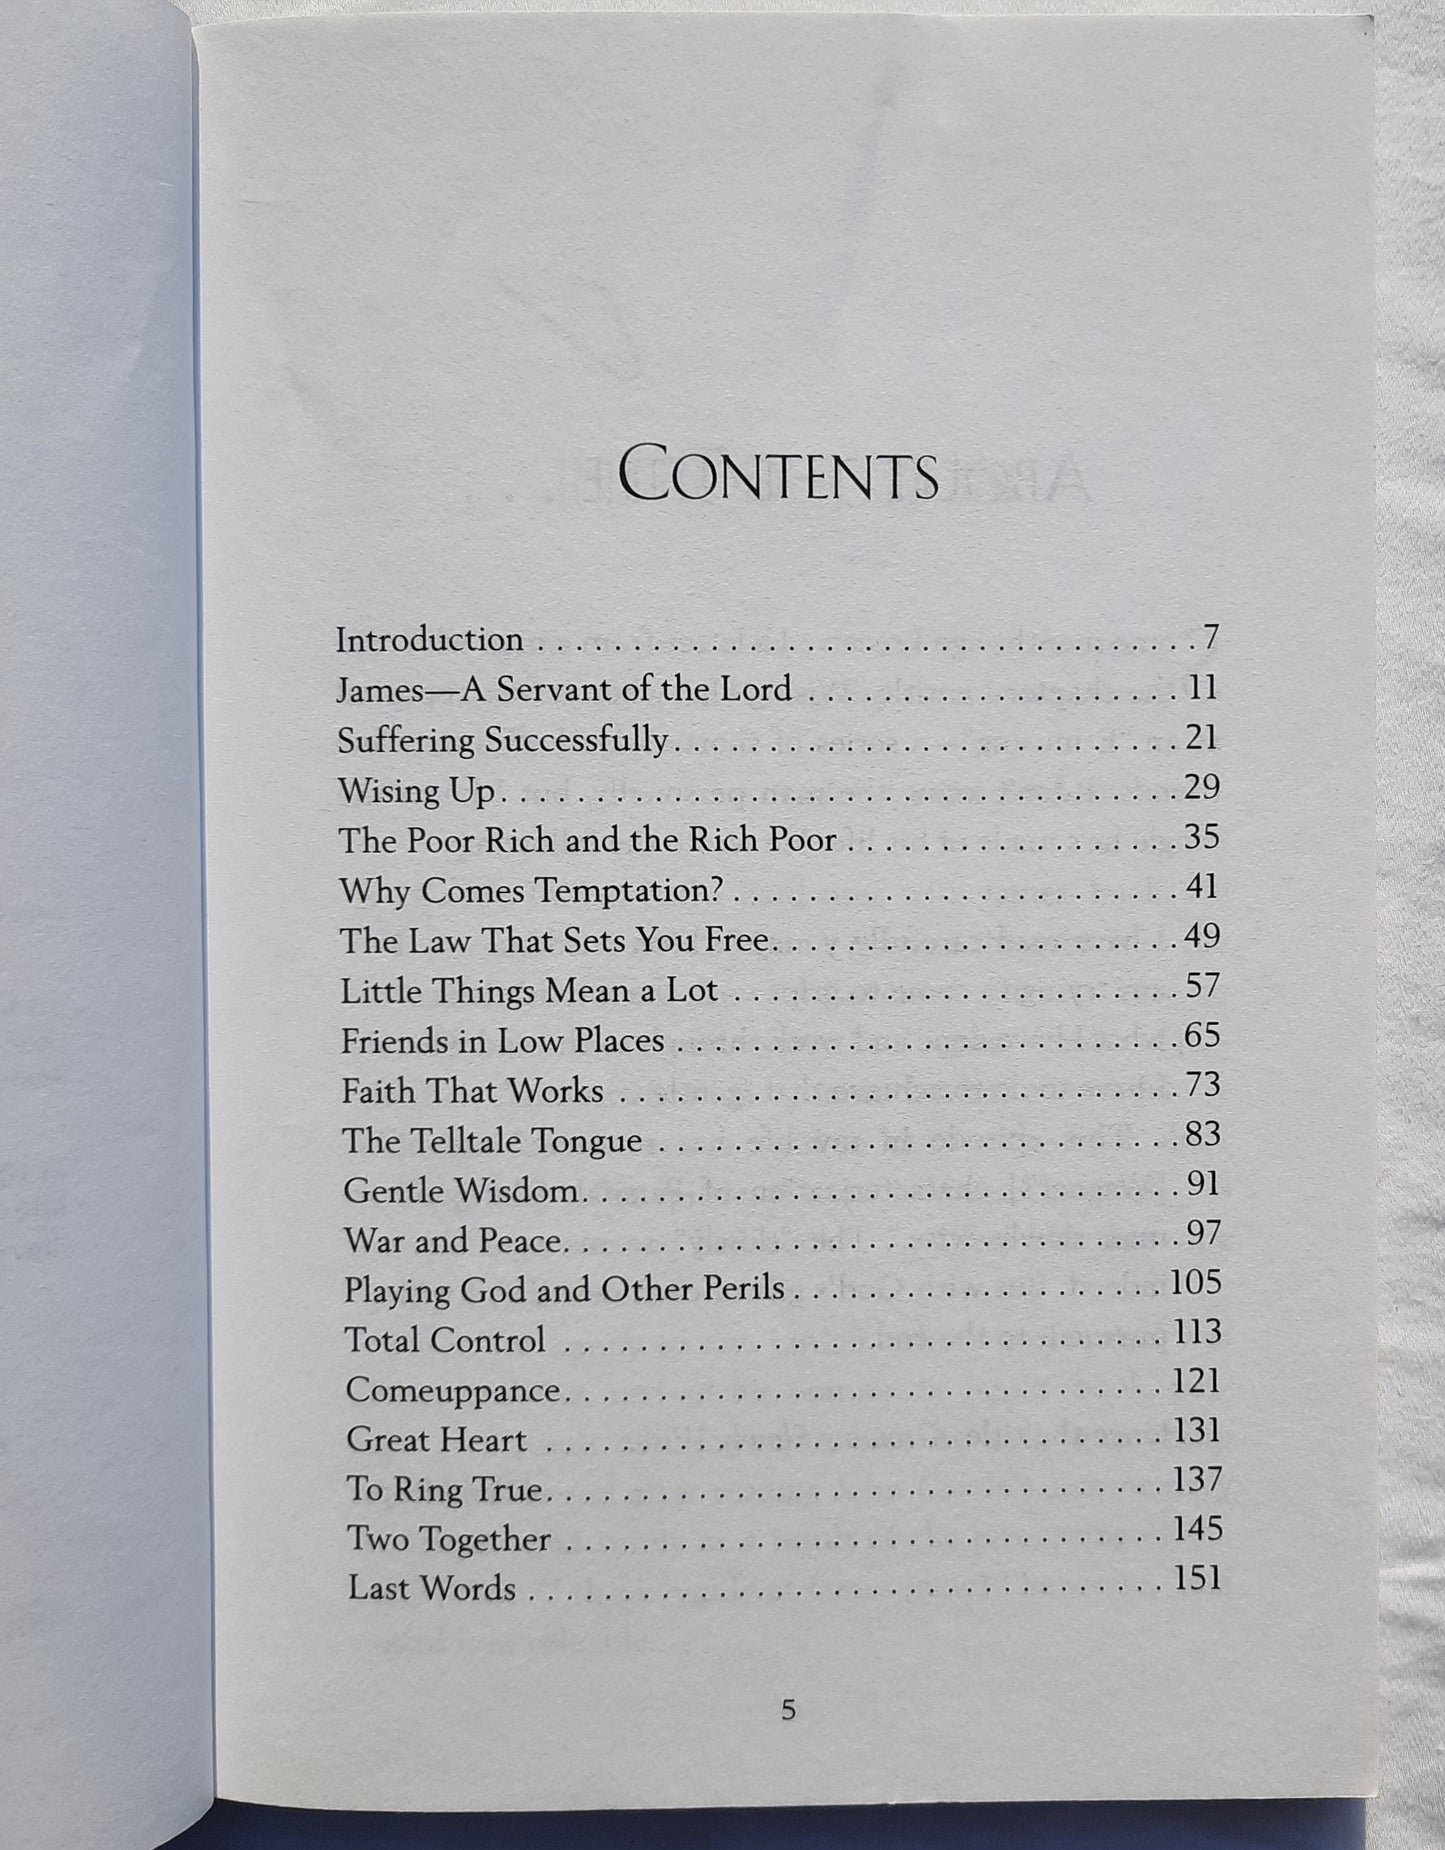 CONTENTS
Introduction . . . . . . . . . . . . . . . . . . . . . . . . . . . . . . . . . . . 7
James—A Servant of the Lord . . . . . . . . . . . . . . . . . . . . 11
Suffering Successfully. . . . . . . . . . . . . . . . . . . . . . . . . . . 21
Wising Up. . . . . . . . . . . . . . . . . . . . . . . . . . . . . . . . . . . . 29
The Poor Rich and the Rich Poor . . . . . . . . . . . . . . . . . . 35
Why Comes Temptation? . . . . . . . . . . . . . . . . . . . . . . . . 41
The Law That Sets You Free. . . . . . . . . . . . . . . . . . . . . . 49
Little Things Mean a Lot . . . . . . . . . . . . . . . . . . . . . . . . 57
Friends in Low Places . . . . . . . . . . . . . . . . . . . . . . . . . . . 65
Faith That Works . . . . . . . . . . . . . . . . . . . . . . . . . . . . . . 73
The Telltale Tongue . . . . . . . . . . . . . . . . . . . . . . . . . . . . 83
Gentle Wisdom. . . . . . . . . . . . . . . . . . . . . . . . . . . . . . . . 91
War and Peace. . . . . . . . . . . . . . . . . . . . . . . . . . . . . . . . . 97
Playing God and Other Perils . . . . . . . . . . . . . . . . . . . . 105
Total Control . . . . . . . . . . . . . . . . . . . . . . . . . . . . . . . . 113
Comeuppance. . . . . . . . . . . . . . . . . . . . . . . . . . . . . . . . 121
Great Heart . . . . . . . . . . . . . . . . . . . . . . . . . . . . . . . . . 131
To Ring True. . . . . . . . . . . . . . . . . . . . . . . . . . . . . . . . . 137
Two Together . . . . . . . . . . . . . . . . . . . . . . . . . . . . . . . . 145
Last Words . . . . . . . . . . . . . . . . . . . . . . . . . . . . . . . . . . 151
5